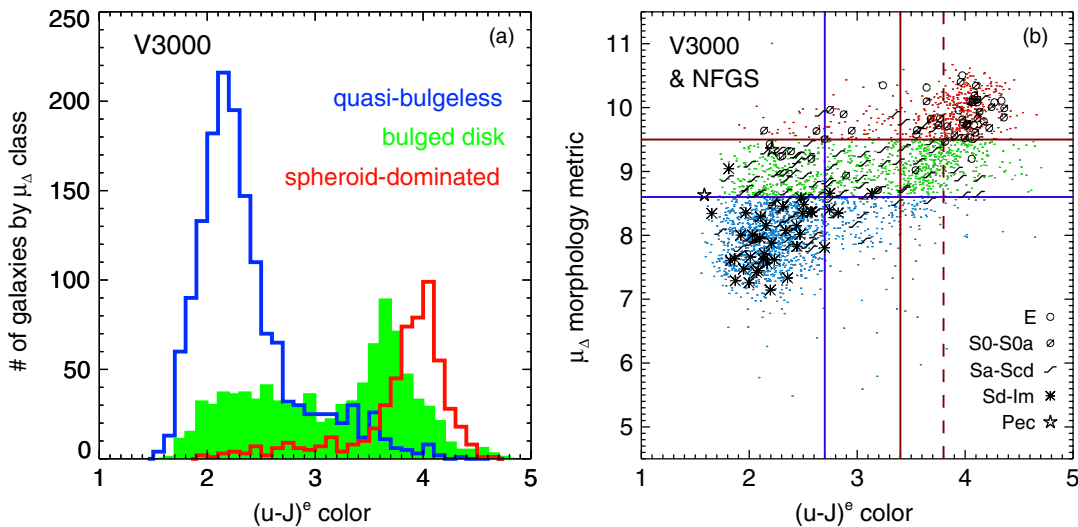 V3000
(a)
quasi-bulgeless
bulged disk
spheroid-dominated
# of galaxies by μΔ class
250
200
150
100
50
0
1 2 3 4 5
(u-J)e color
V3000
& NFGS
(b)
μΔ morphology metric
11
10
9
8
7
6
5
E
S0-S0a
Sa-Scd
Sd-Im
Pec
1 2 3 4 5
(u-J)e color